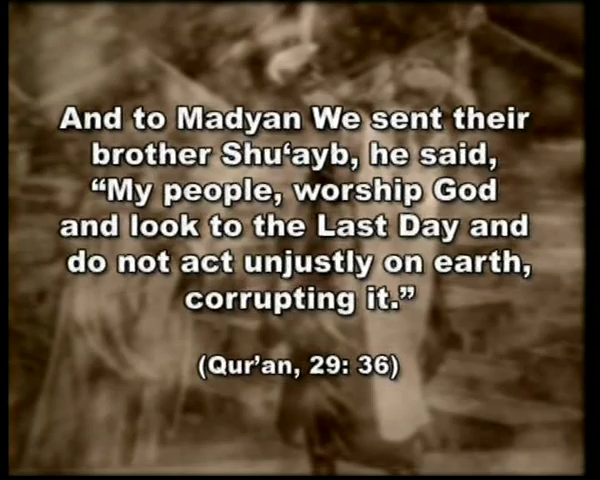 And to Madyan We sent their
brother Shu‘ayb, he said,
“My people, worship God
and look to the Last Day and
do not act unjustly on earth,
corrupting it.”
(Qur’an, 29: 36)